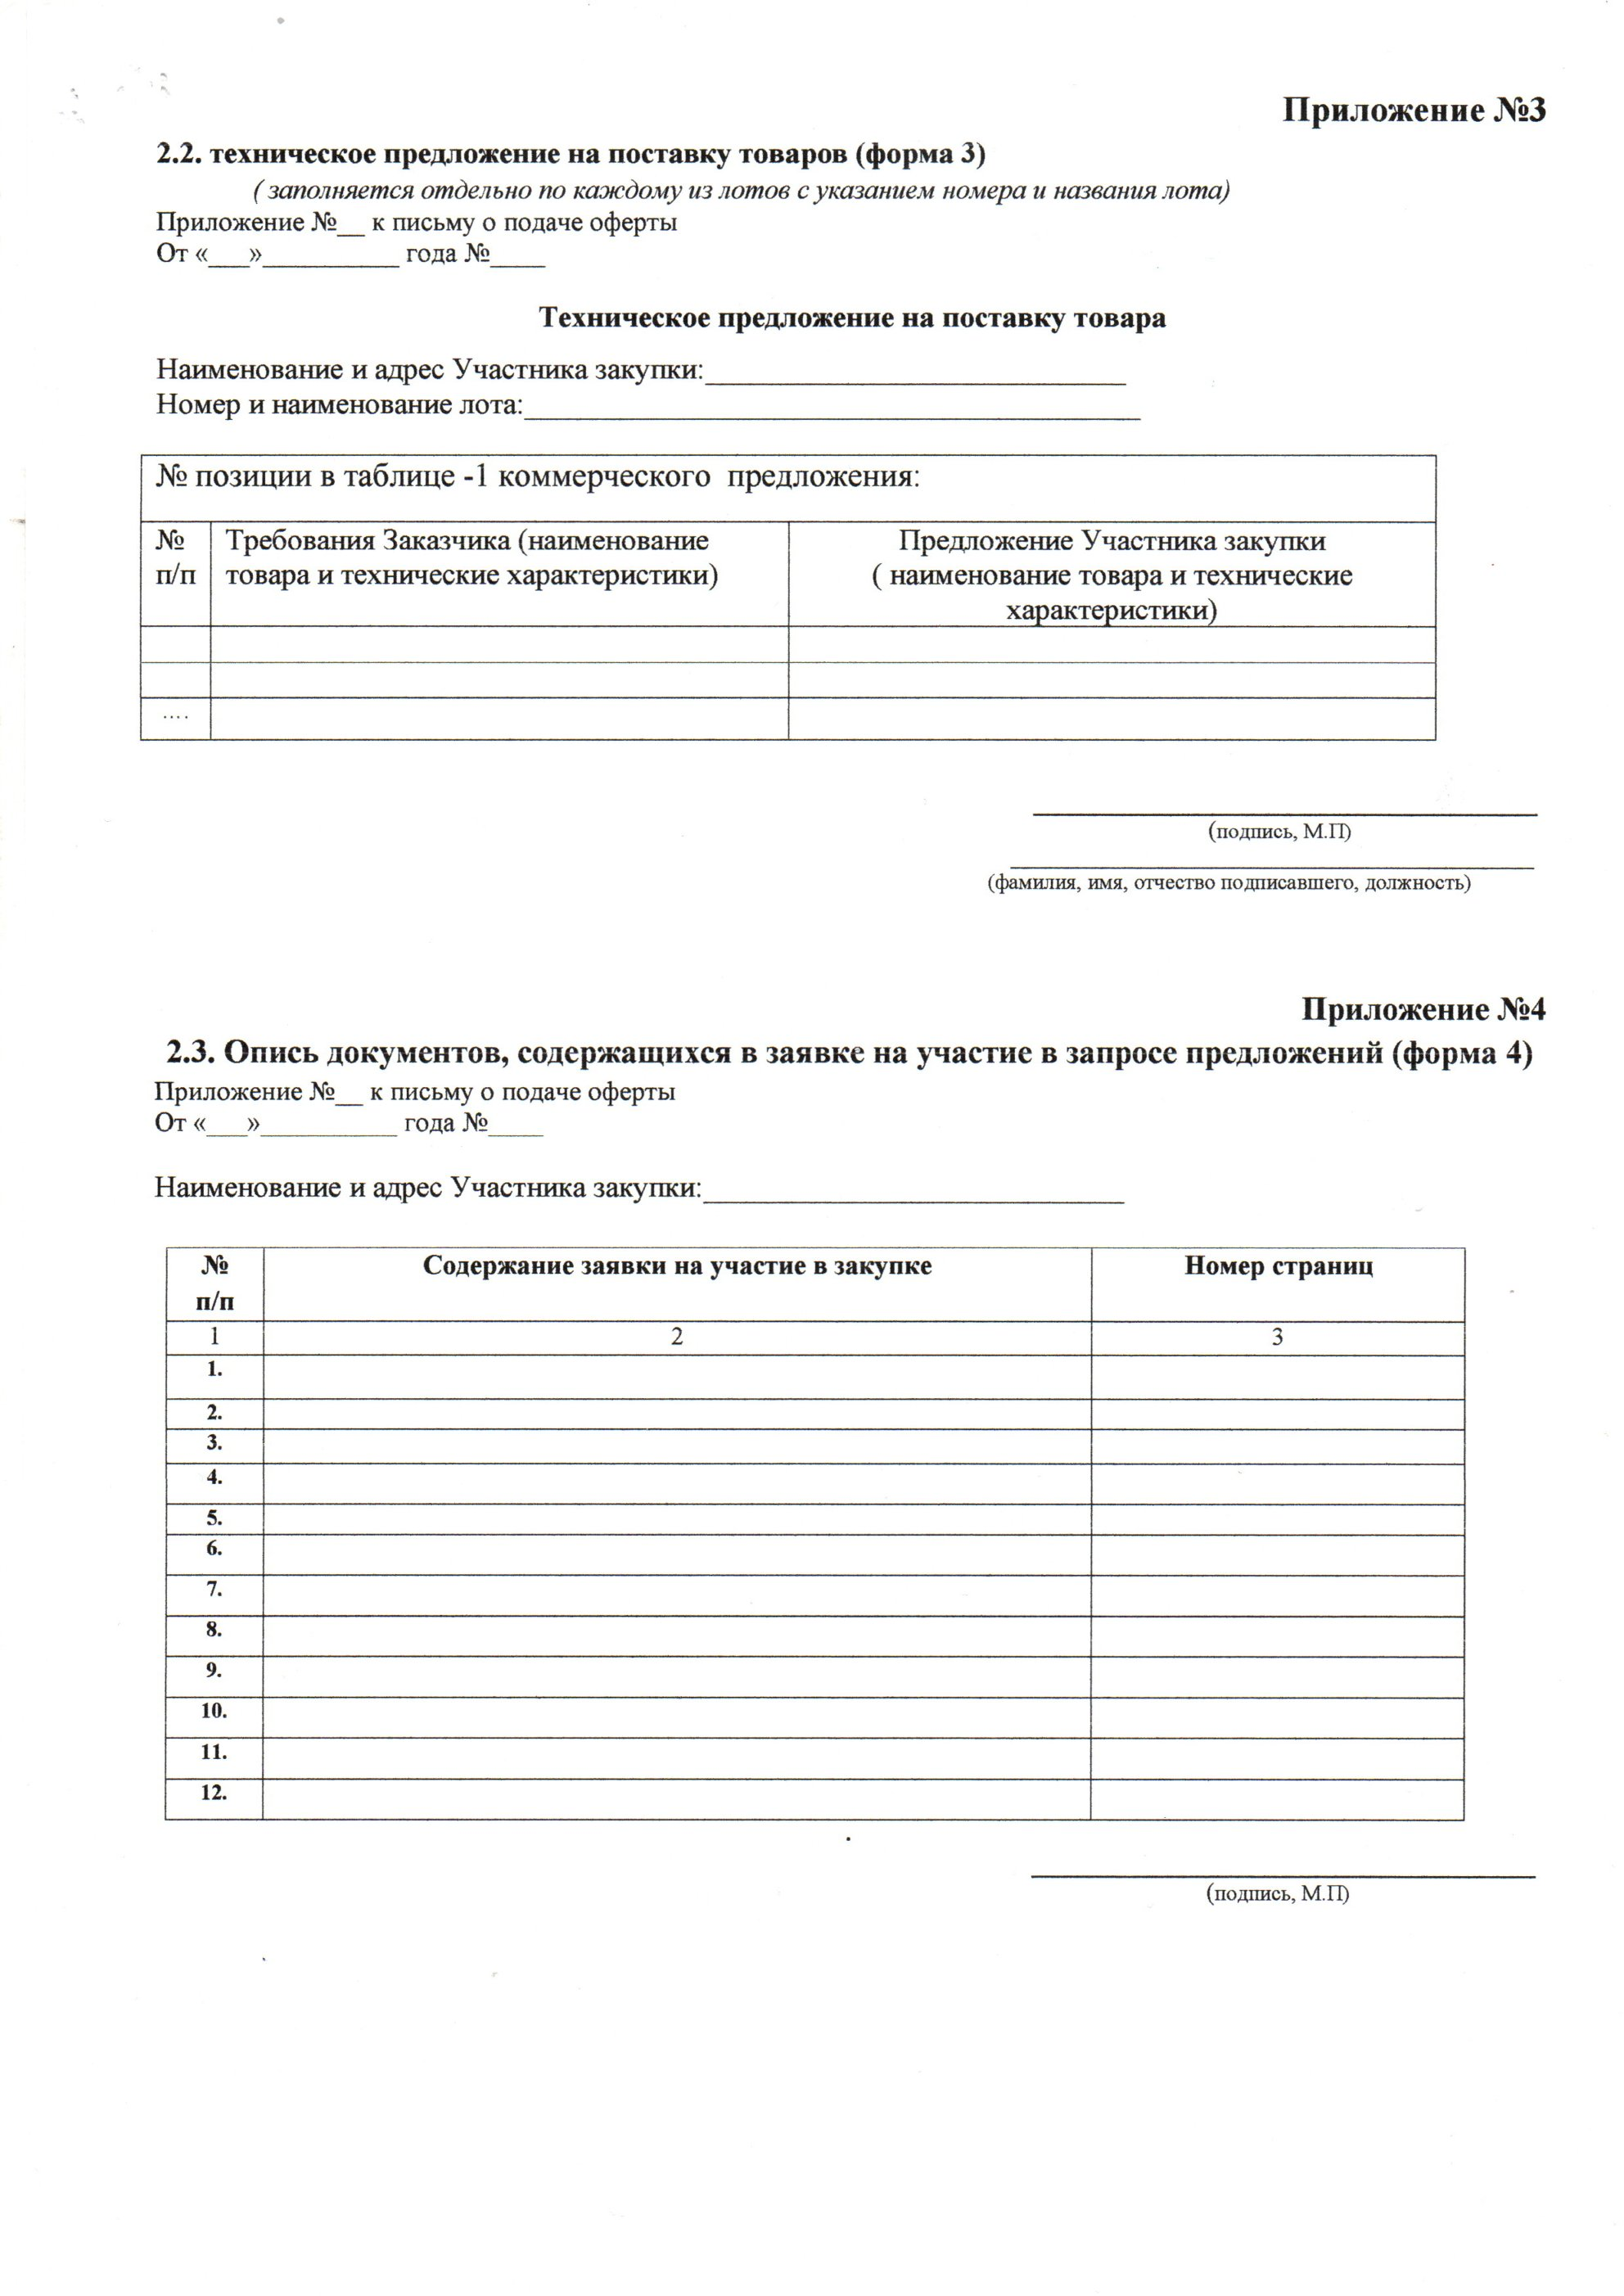 Приложение №3
2.2. техническое предложение на поставку товаров (форма 3)
( заполняется отдельно по каждому из лотов с указанием номера и названия лота)
Приложение №__ к письму о подаче оферты
От «___»__________ года №____
Техническое предложение на поставку товара
Наименование и адрес Участника закупки:______________________________
Номер и наименование лота:____________________________________________
№ позиции в таблице -1 коммерческого предложения:
№ п/п
Требования Заказчика (наименование
товара и технические характеристики)
Предложение Участника закупки
( наименование товара и технические
характеристики)
....
(подпись, М.П)
(фамилия, имя, отчество подписавшего, должность)
Приложение №4
2.3. Опись документов, содержащихся в заявке на участие в запросе предложений (форма 4)
Приложение №__ к письму о подаче оферты
От «___»__________ года №____
Наименование и адрес Участника закупки:______________________________
№ п/п
Содержание заявки на участие в закупке
Номер страниц
1 2 3
1.
2.
3.
4.
5.
6.
7.
8.
9.
10.
11.
12.
(подпись, М.П)